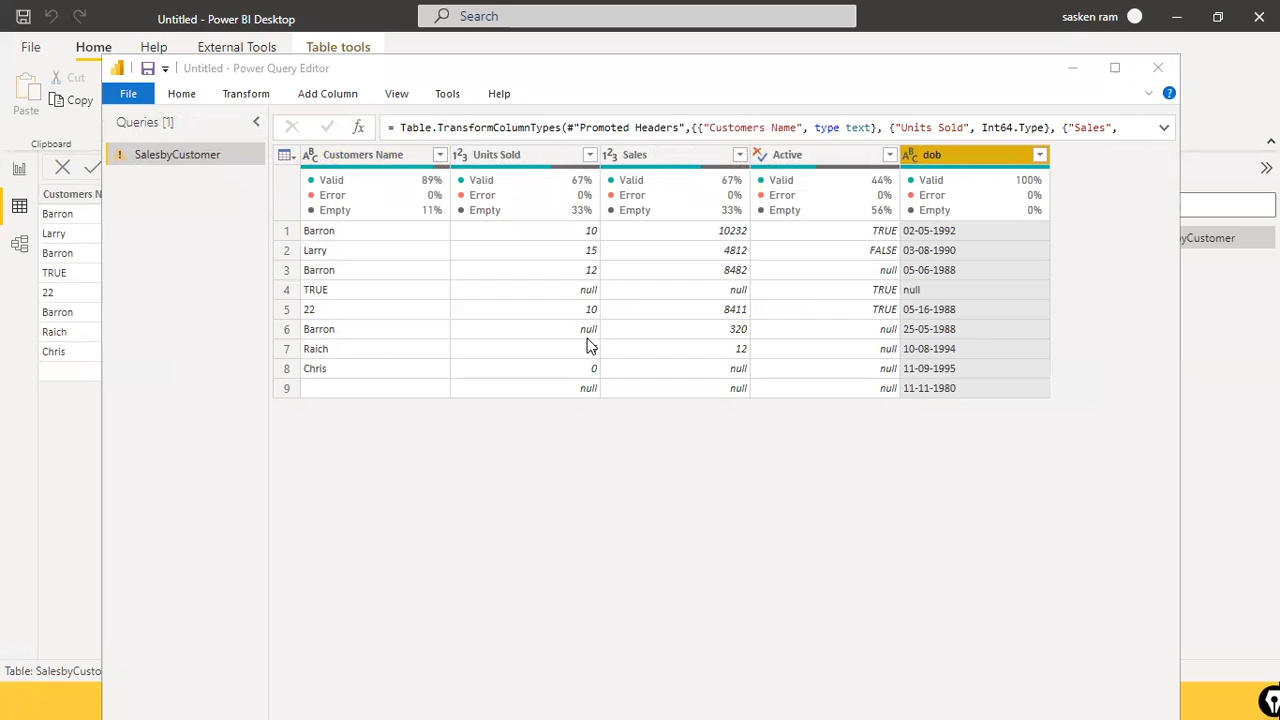 Untitled - Power BI Desktop
Search
sasken ram
File Home Help External Tools Table tools
Paste
Cut
Copy
Clipboard
Untitled - Power Query Editor
File Home Transform Add Column View Tools Help
Queries [1]
SalesbyCustomer
fx = Table.TransformColumnTypes(#"Promoted Headers",{{"Customers Name", type text}, {"Units Sold", Int64.Type}, {"Sales",
ABC Customers Name 123 Units Sold 123 Sales Active ABC dob
Valid 89% Valid 67% Valid 67% Valid 44% Valid 100%
Error 0% Error 0% Error 0% Error 0% Error 0%
Empty 11% Empty 33% Empty 33% Empty 56% Empty 0%
1 Barron 10 10232 TRUE 02-05-1992
2 Larry 15 4812 FALSE 03-08-1990
3 Barron 12 8482 null 05-06-1988
4 TRUE null null TRUE null
5 22 10 8411 TRUE 05-16-1988
6 Barron null 320 null 25-05-1988
7 Raich 12 null 10-08-1994
8 Chris 0 null null 11-09-1995
9 null null null 11-11-1980
Customers N
Barron
Larry
Barron
TRUE
22
Barron
Raich
Chris
yCustomer
Table: SalesbyCusto